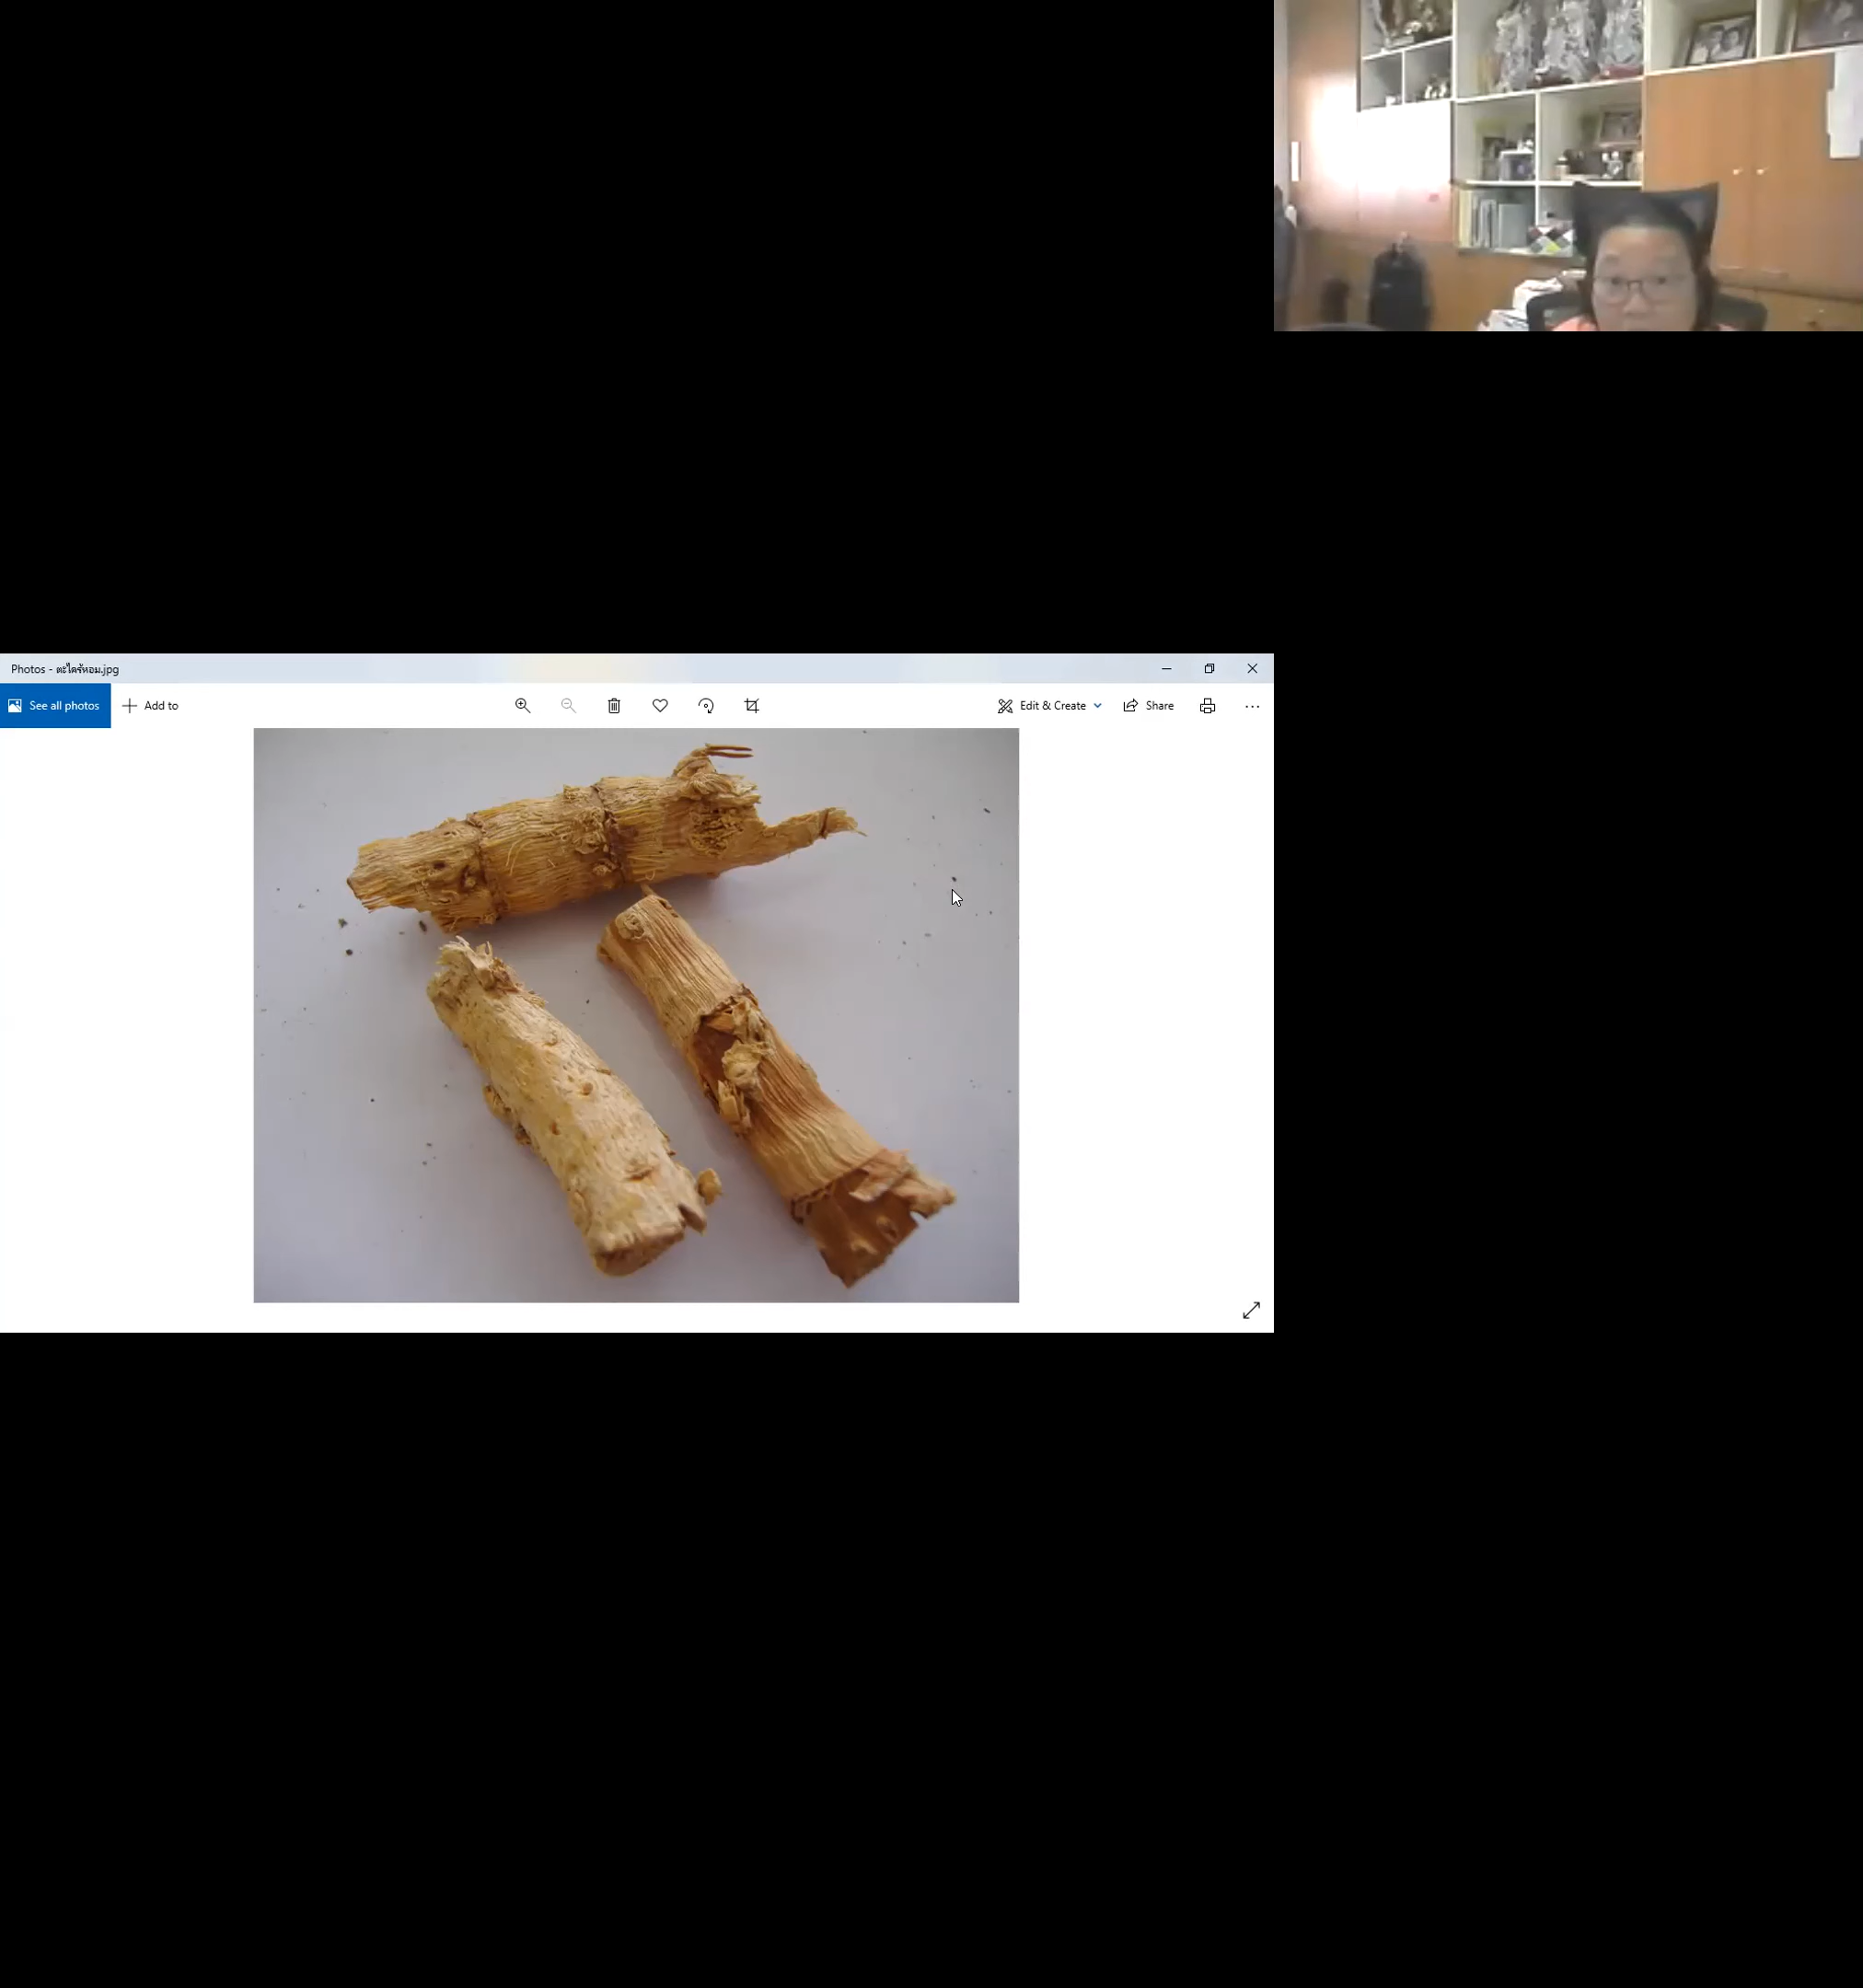 Photos - ตะไคร้หอม.jpg
See all photos
Add to
Edit & Create
Share